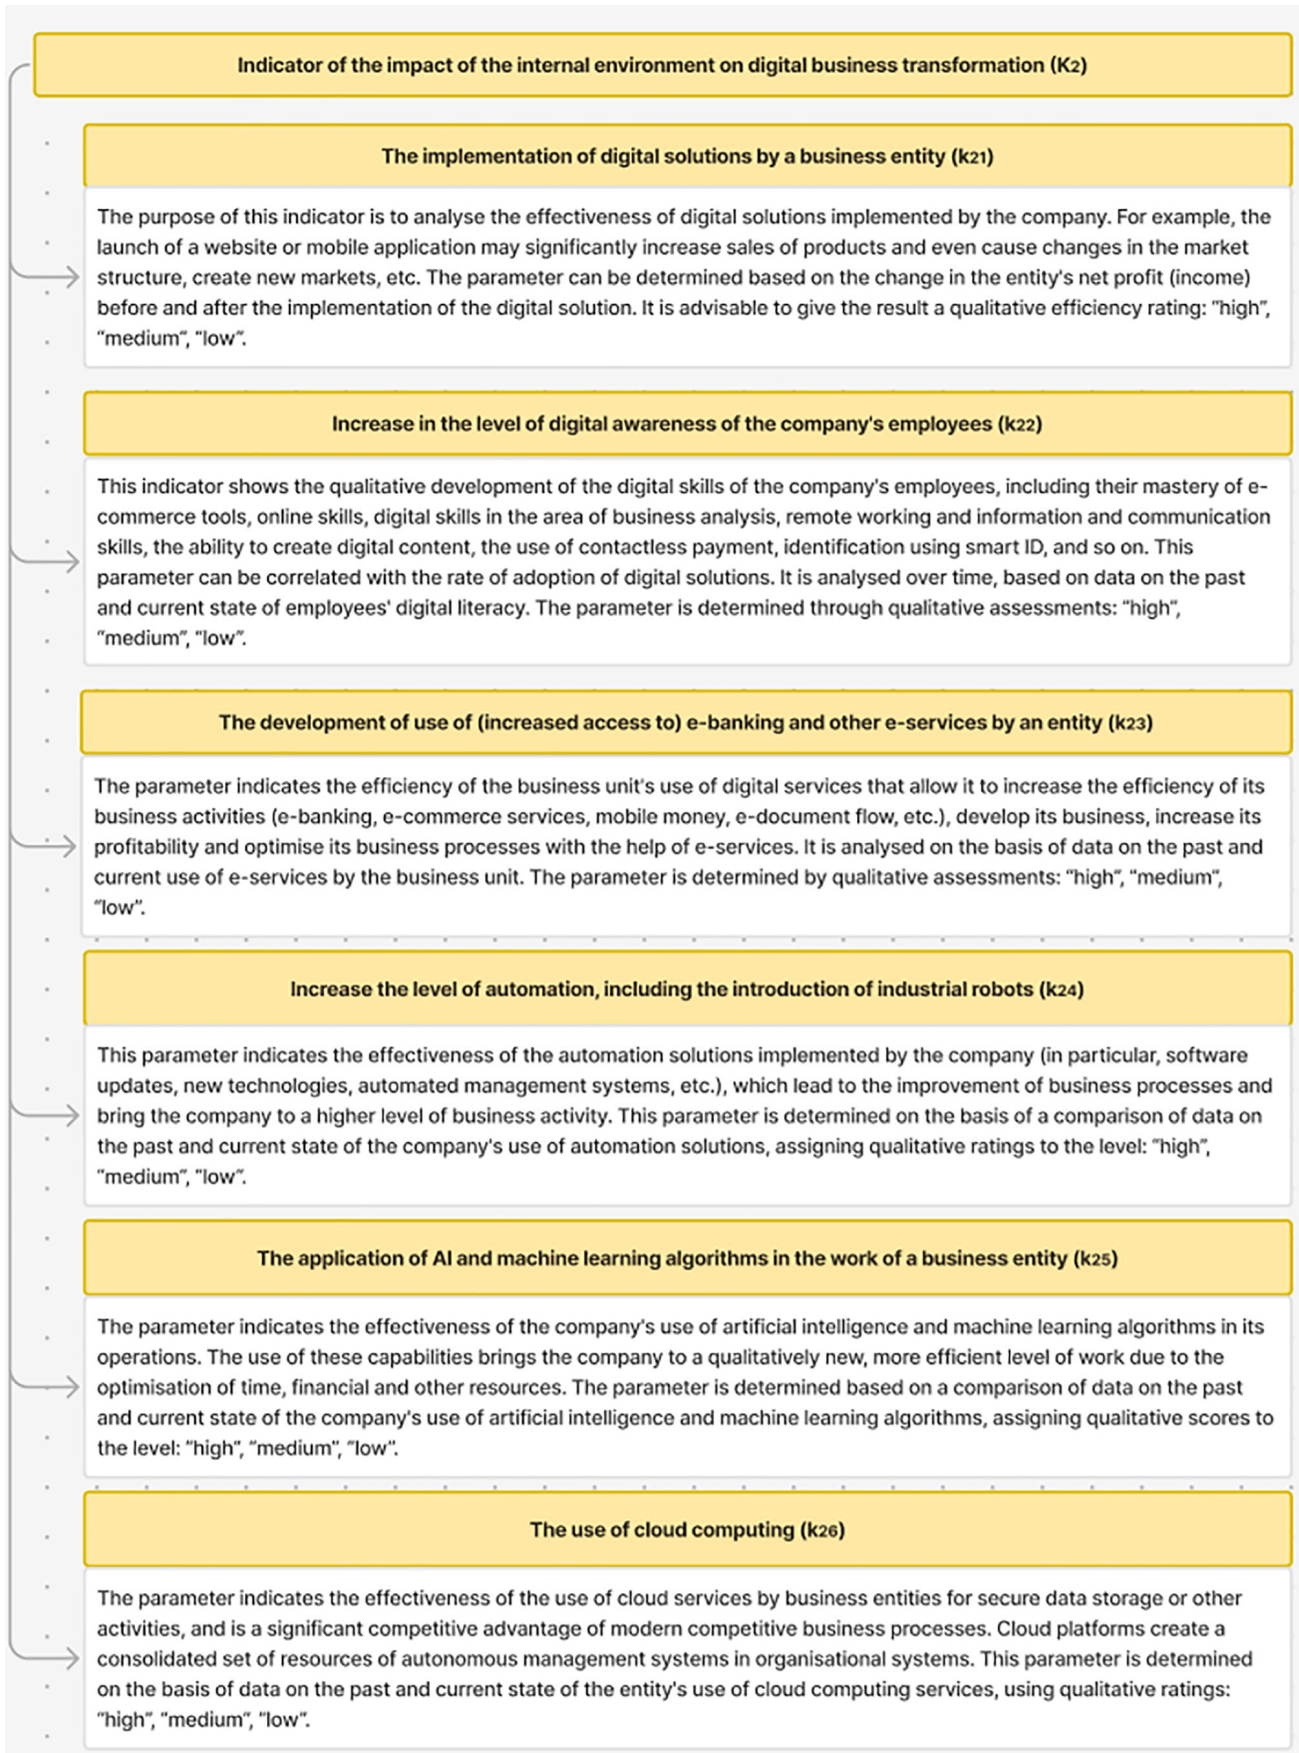 Indicator of the impact of the internal environment on digital business transformation (K2)
The implementation of digital solutions by a business entity (k21)
The purpose of this indicator is to analyse the effectiveness of digital solutions implemented by the company. For example, the
launch of a website or mobile application may significantly increase sales of products and even cause changes in the market
structure, create new markets, etc. The parameter can be determined based on the change in the entity's net profit (income)
before and after the implementation of the digital solution. It is advisable to give the result a qualitative efficiency rating: “high”,
“medium”, “low”.
Increase in the level of digital awareness of the company's employees (k22)
This indicator shows the qualitative development of the digital skills of the company's employees, including their mastery of e-
commerce tools, online skills, digital skills in the area of business analysis, remote working and information and communication
skills, the ability to create digital content, the use of contactless payment, identification using smart ID, and so on. This
parameter can be correlated with the rate of adoption of digital solutions. It is analysed over time, based on data on the past
and current state of employees' digital literacy. The parameter is determined through qualitative assessments: “high”,
“medium”, “low”.
The development of use of (increased access to) e-banking and other e-services by an entity (k23)
The parameter indicates the efficiency of the business unit's use of digital services that allow it to increase the efficiency of its
business activities (e-banking, e-commerce services, mobile money, e-document flow, etc.), develop its business, increase its
profitability and optimise its business processes with the help of e-services. It is analysed on the basis of data on the past and
current use of e-services by the business unit. The parameter is determined by qualitative assessments: “high”, “medium”,
“low”.
Increase the level of automation, including the introduction of industrial robots (k24)
This parameter indicates the effectiveness of the automation solutions implemented by the company (in particular, software
updates, new technologies, automated management systems, etc.), which lead to the improvement of business processes and
bring the company to a higher level of business activity. This parameter is determined on the basis of a comparison of data on
the past and current state of the company's use of automation solutions, assigning qualitative ratings to the level: “high”,
“medium”, “low”.
The application of AI and machine learning algorithms in the work of a business entity (k25)
The parameter indicates the effectiveness of the company's use of artificial intelligence and machine learning algorithms in its
operations. The use of these capabilities brings the company to a qualitatively new, more efficient level of work due to the
optimisation of time, financial and other resources. The parameter is determined based on a comparison of data on the past
and current state of the company's use of artificial intelligence and machine learning algorithms, assigning qualitative scores to
the level: “high”, “medium”, “low”.
The use of cloud computing (k26)
The parameter indicates the effectiveness of the use of cloud services by business entities for secure data storage or other
activities, and is a significant competitive advantage of modern competitive business processes. Cloud platforms create a
consolidated set of resources of autonomous management systems in organisational systems. This parameter is determined
on the basis of data on the past and current state of the entity's use of cloud computing services, using qualitative ratings:
“high”, “medium”, “low”.